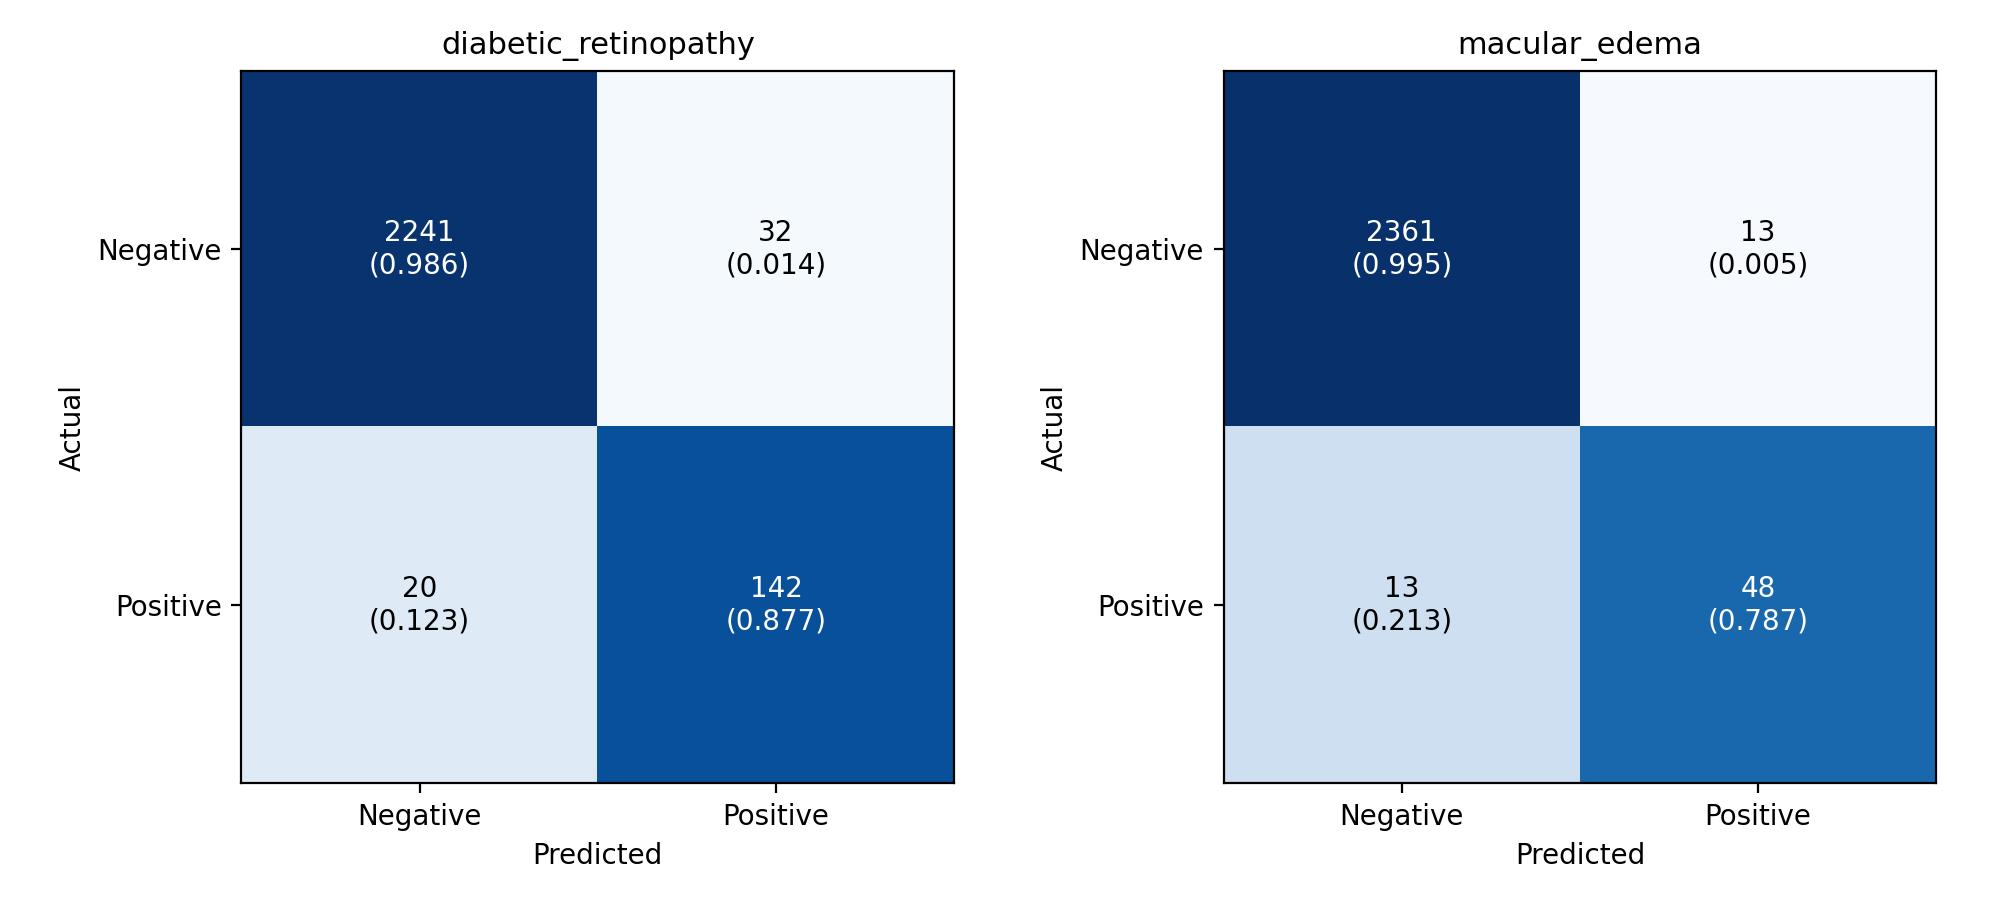 diabetic_retinopathy
Actual
Negative
2241
(0.986)
32
(0.014)
Positive
20
(0.123)
142
(0.877)
Negative
Positive
Predicted
macular_edema
Actual
Negative
2361
(0.995)
13
(0.005)
Positive
13
(0.213)
48
(0.787)
Negative
Positive
Predicted